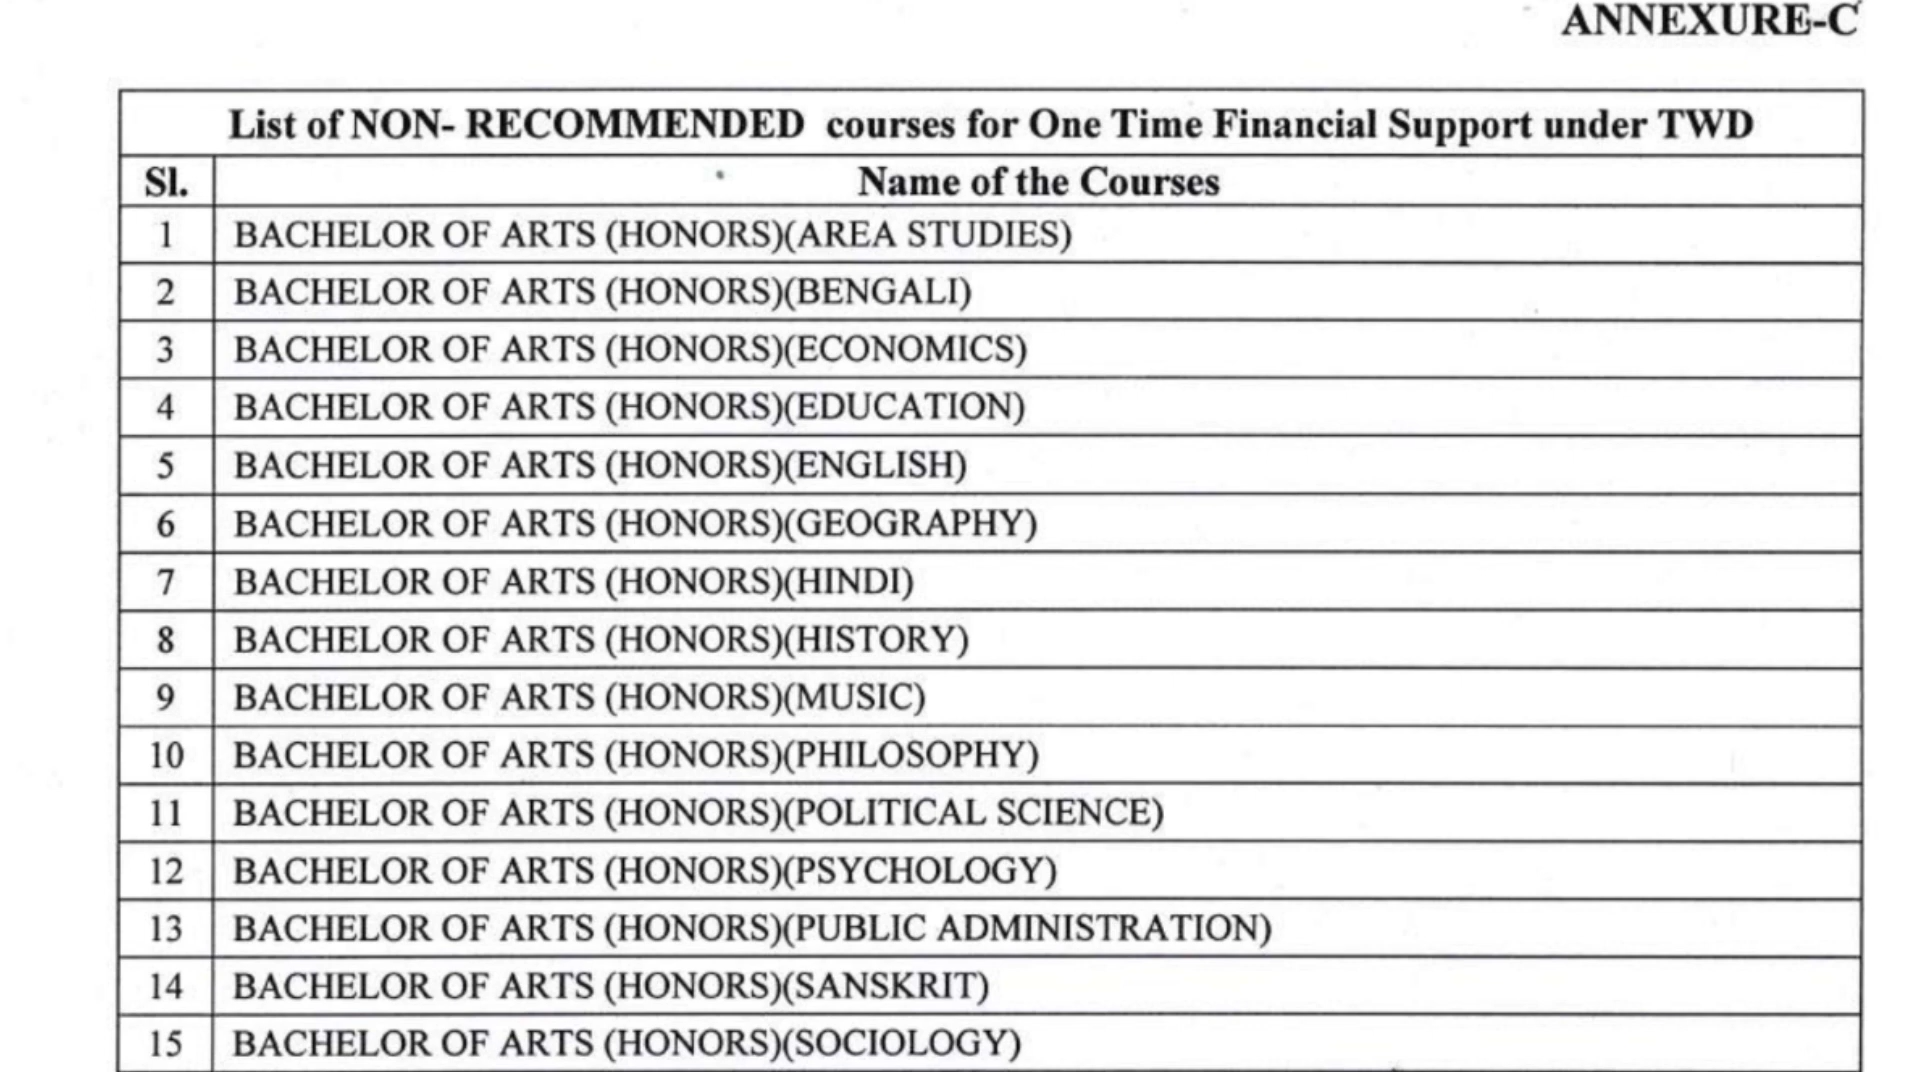 ANNEXURE-C
List of NON- RECOMMENDED courses for One Time Financial Support under TWD
Sl. Name of the Courses
1 BACHELOR OF ARTS (HONORS)(AREA STUDIES)
2 BACHELOR OF ARTS (HONORS)(BENGALI)
3 BACHELOR OF ARTS (HONORS)(ECONOMICS)
4 BACHELOR OF ARTS (HONORS)(EDUCATION)
5 BACHELOR OF ARTS (HONORS)(ENGLISH)
6 BACHELOR OF ARTS (HONORS)(GEOGRAPHY)
7 BACHELOR OF ARTS (HONORS)(HINDI)
8 BACHELOR OF ARTS (HONORS)(HISTORY)
9 BACHELOR OF ARTS (HONORS)(MUSIC)
10 BACHELOR OF ARTS (HONORS)(PHILOSOPHY)
11 BACHELOR OF ARTS (HONORS)(POLITICAL SCIENCE)
12 BACHELOR OF ARTS (HONORS)(PSYCHOLOGY)
13 BACHELOR OF ARTS (HONORS)(PUBLIC ADMINISTRATION)
14 BACHELOR OF ARTS (HONORS)(SANSKRIT)
15 BACHELOR OF ARTS (HONORS)(SOCIOLOGY)